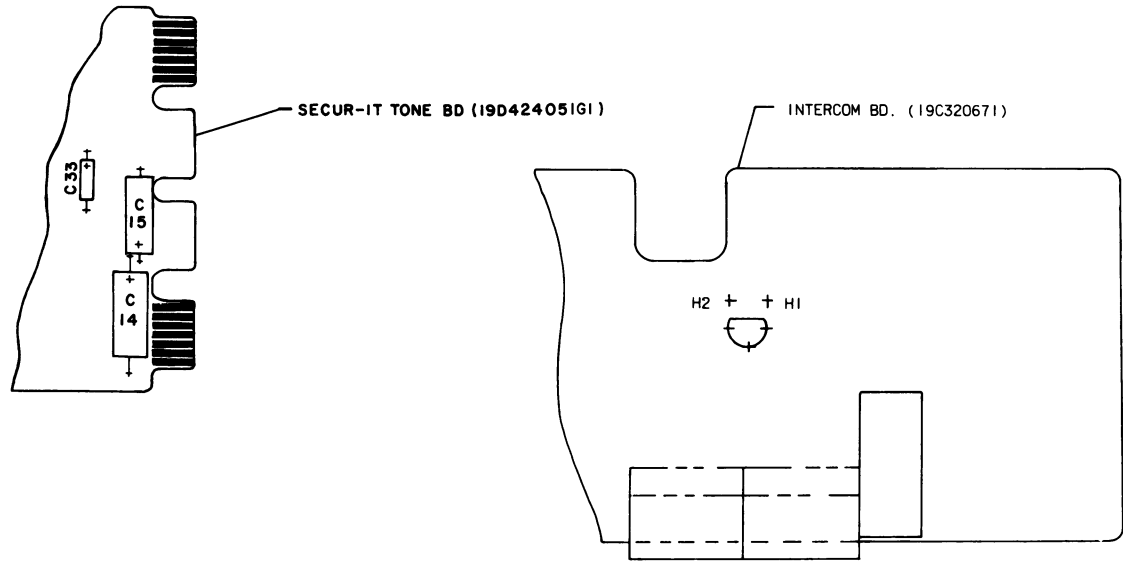 SECUR-IT TONE BD (19D424051G1)
INTERCOM BD. (19C320671)
C33
C
15
C
14
H2 + + H1